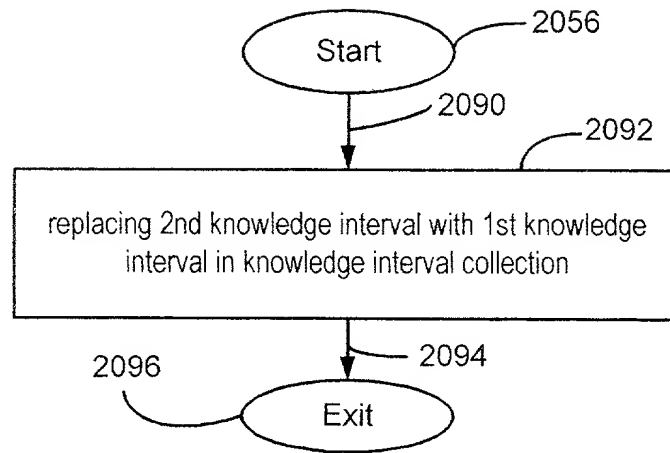 Start
2056
2090
2092
replacing 2nd knowledge interval with 1st knowledge
interval in knowledge interval collection
2094
2096
Exit